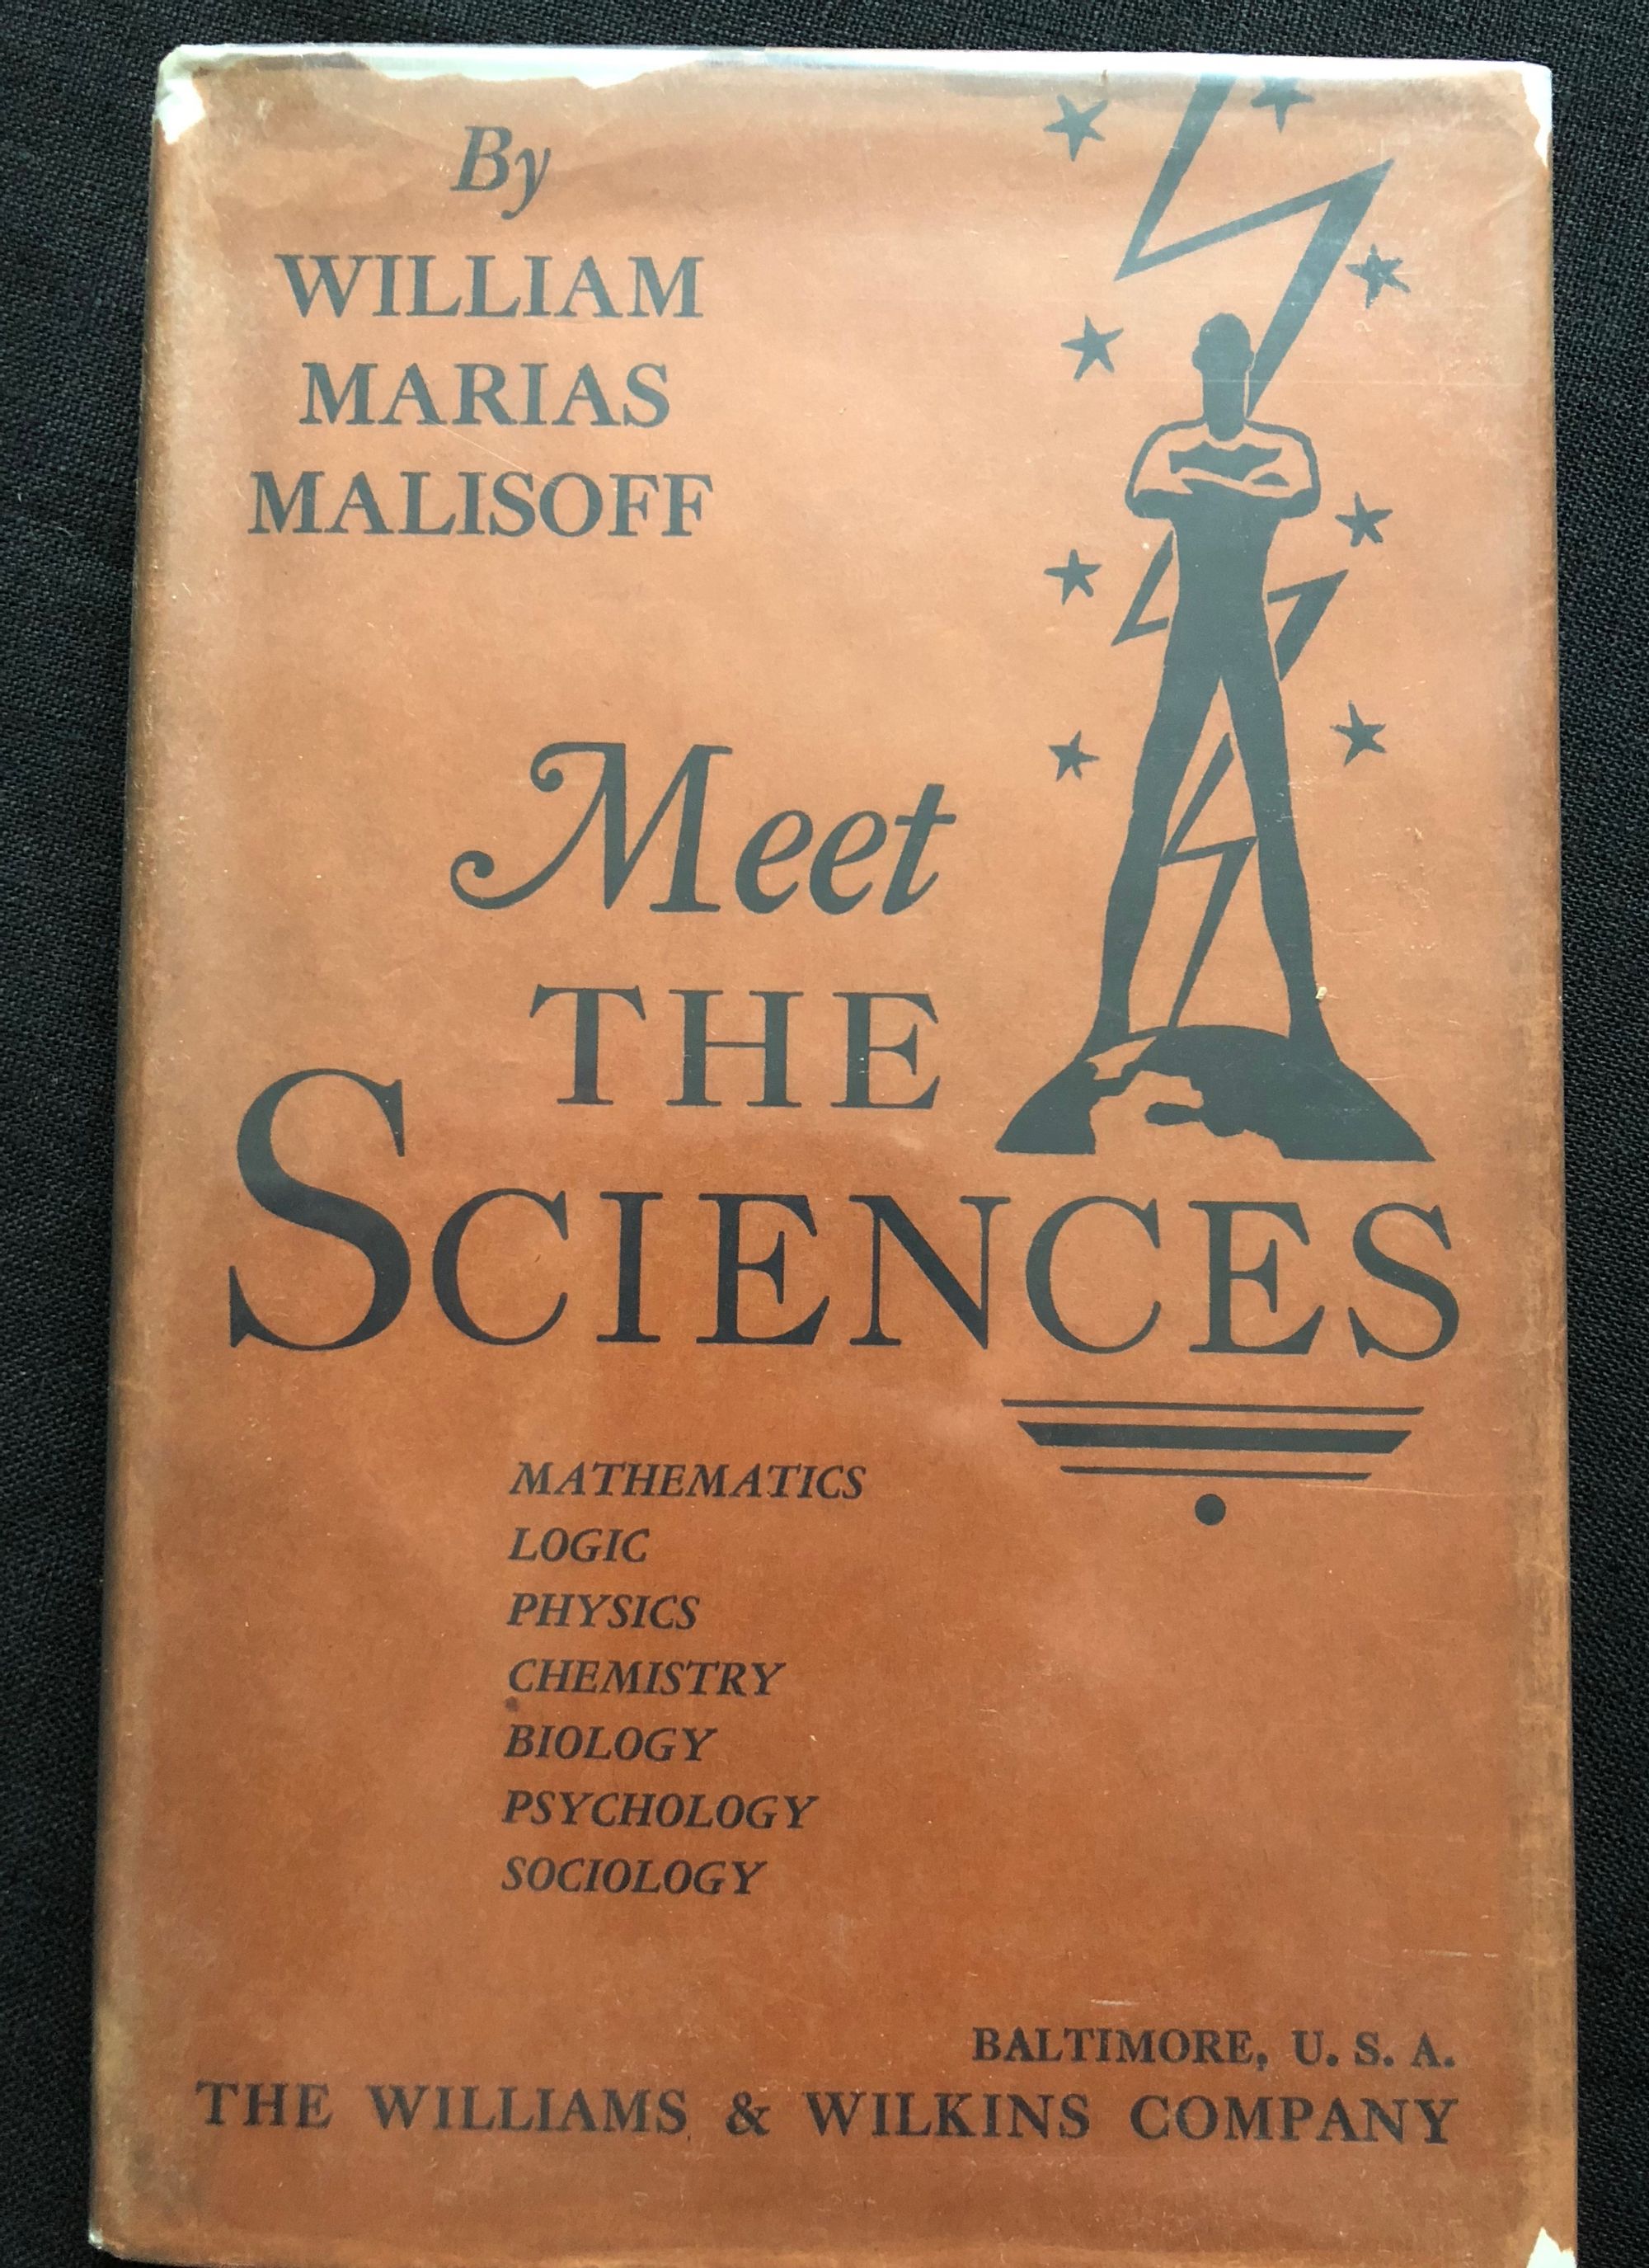 By
WILLIAM
MARIAS
MALISOFF
Meet
THE
SCIENCES
MATHEMATICS
LOGIC
PHYSICS
CHEMISTRY
BIOLOGY
PSYCHOLOGY
SOCIOLOGY
BALTIMORE, U. S. A.
THE WILLIAMS & WILKINS COMPANY